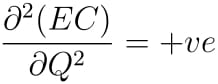 ∂²(EC)/∂Q² = +ve